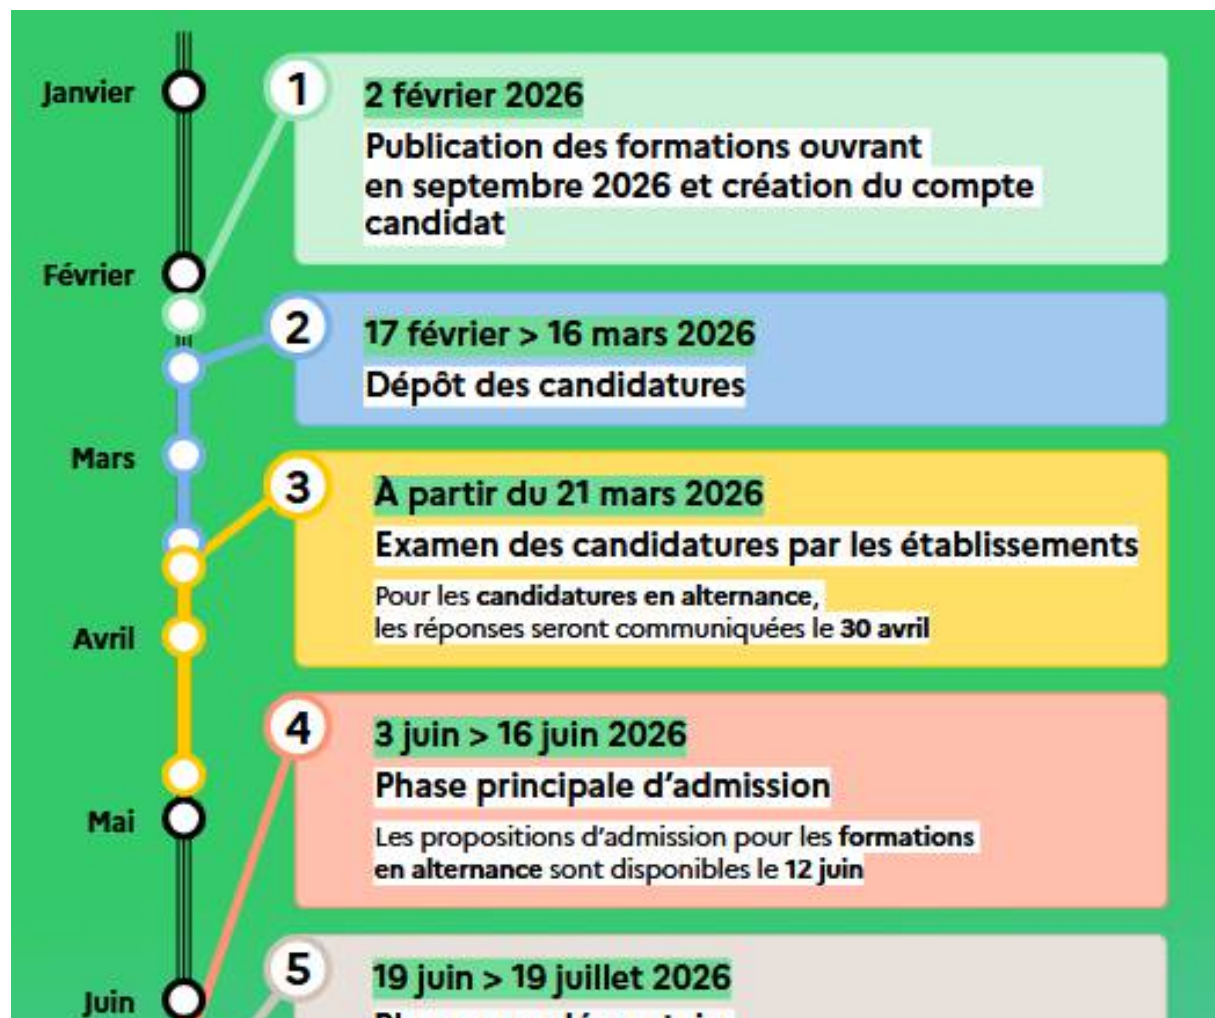 Janvier
1
2 février 2026
Publication des formations ouvrant
en septembre 2026 et création du compte
candidat
Février
2
17 février > 16 mars 2026
Dépôt des candidatures
Mars
3
À partir du 21 mars 2026
Examen des candidatures par les établissements
Pour les candidatures en alternance,
les réponses seront communiquées le 30 avril
Avril
4
3 juin > 16 juin 2026
Phase principale d'admission
Les propositions d'admission pour les formations
en alternance sont disponibles le 12 juin
Mai
5
19 juin > 19 juillet 2026
Juin